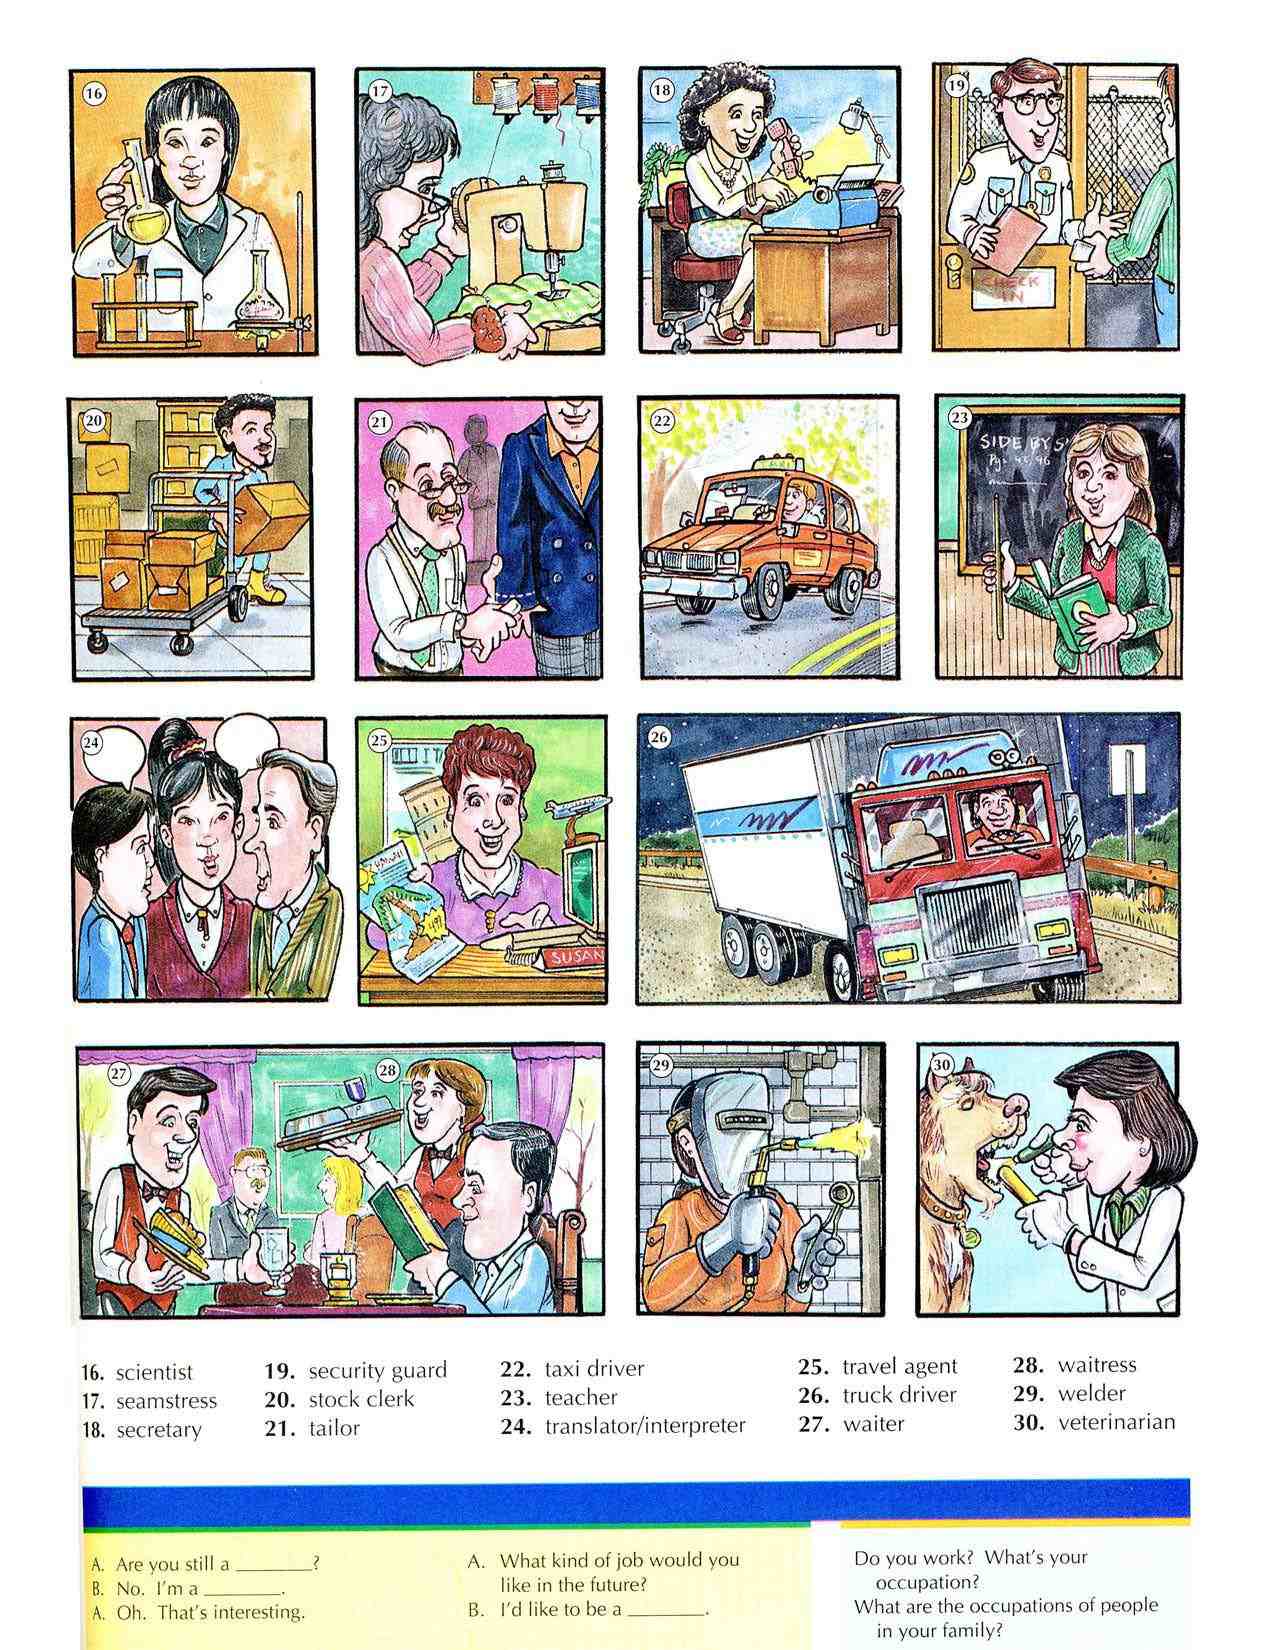 16
17
18
19
CHECK
IN
20
21
22
TAXI
23
SIDE BY S
Pgs 42, 46
24
25
SUSAN
26
27
28
29
30
16. scientist
17. seamstress
18. secretary
19. security guard
20. stock clerk
21. tailor
22. taxi driver
23. teacher
24. translator/interpreter
25. travel agent
26. truck driver
27. waiter
28. waitress
29. welder
30. veterinarian
A. Are you still a ________?
B. No. I'm a ________.
A. Oh. That's interesting.
A. What kind of job would you
like in the future?
B. I'd like to be a ________.
Do you work? What's your
occupation?
What are the occupations of people
in your family?